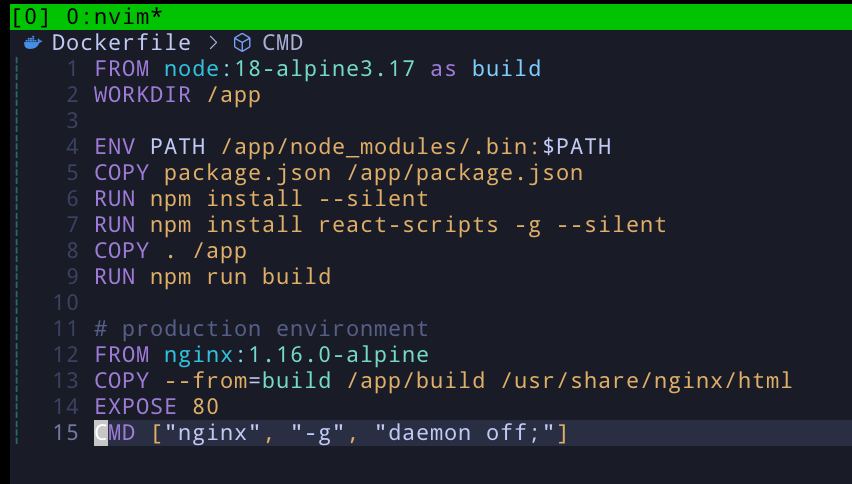 [0] 0:nvim*
Dockerfile > CMD
1 FROM node:18-alpine3.17 as build
2 WORKDIR /app
3
4 ENV PATH /app/node_modules/.bin:$PATH
5 COPY package.json /app/package.json
6 RUN npm install --silent
7 RUN npm install react-scripts -g --silent
8 COPY . /app
9 RUN npm run build
10
11 # production environment
12 FROM nginx:1.16.0-alpine
13 COPY --from=build /app/build /usr/share/nginx/html
14 EXPOSE 80
15 CMD ["nginx", "-g", "daemon off;"]